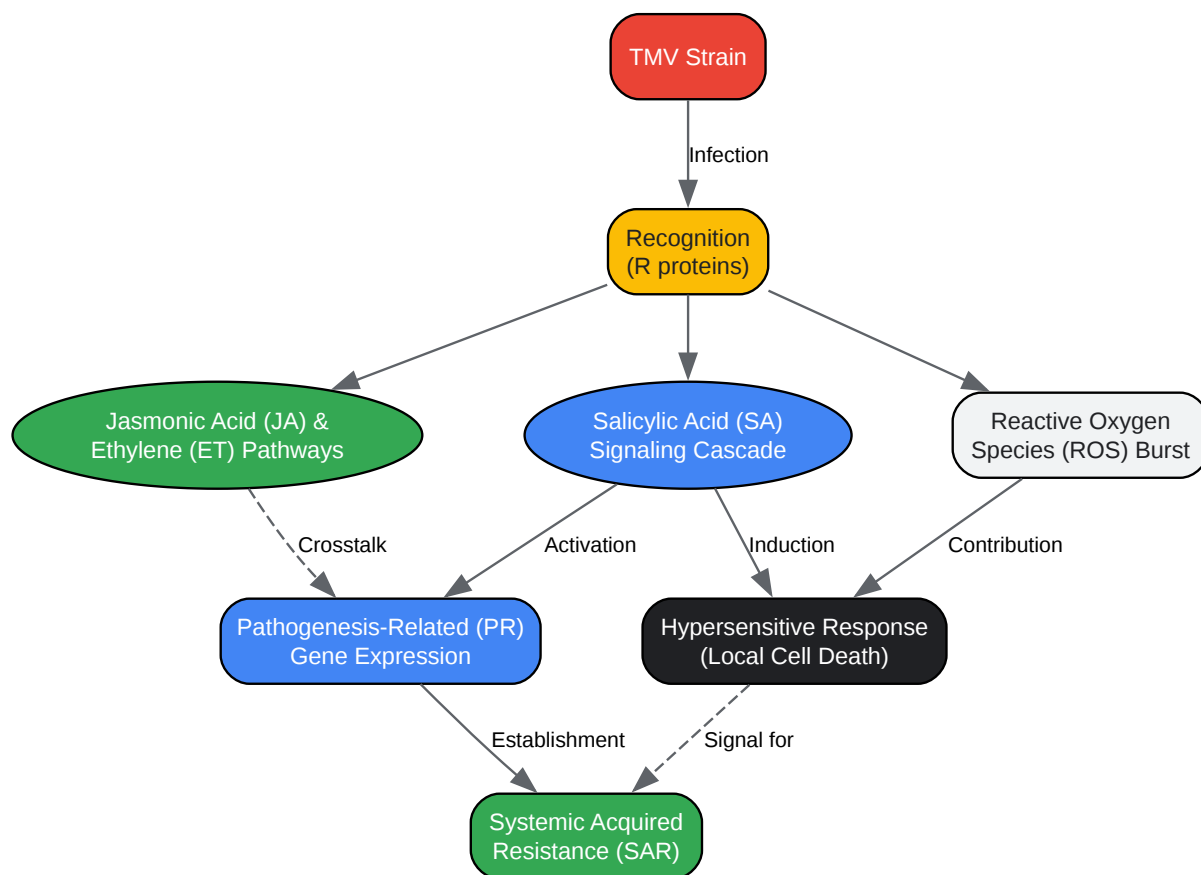 TMV Strain
Infection
Recognition
(R proteins)
Jasmonic Acid (JA) &
Ethylene (ET) Pathways
Salicylic Acid (SA)
Signaling Cascade
Reactive Oxygen
Species (ROS) Burst
Crosstalk
Activation
Induction
Contribution
Pathogenesis-Related (PR)
Gene Expression
Hypersensitive Response
(Local Cell Death)
Establishment
Signal for
Systemic Acquired
Resistance (SAR)